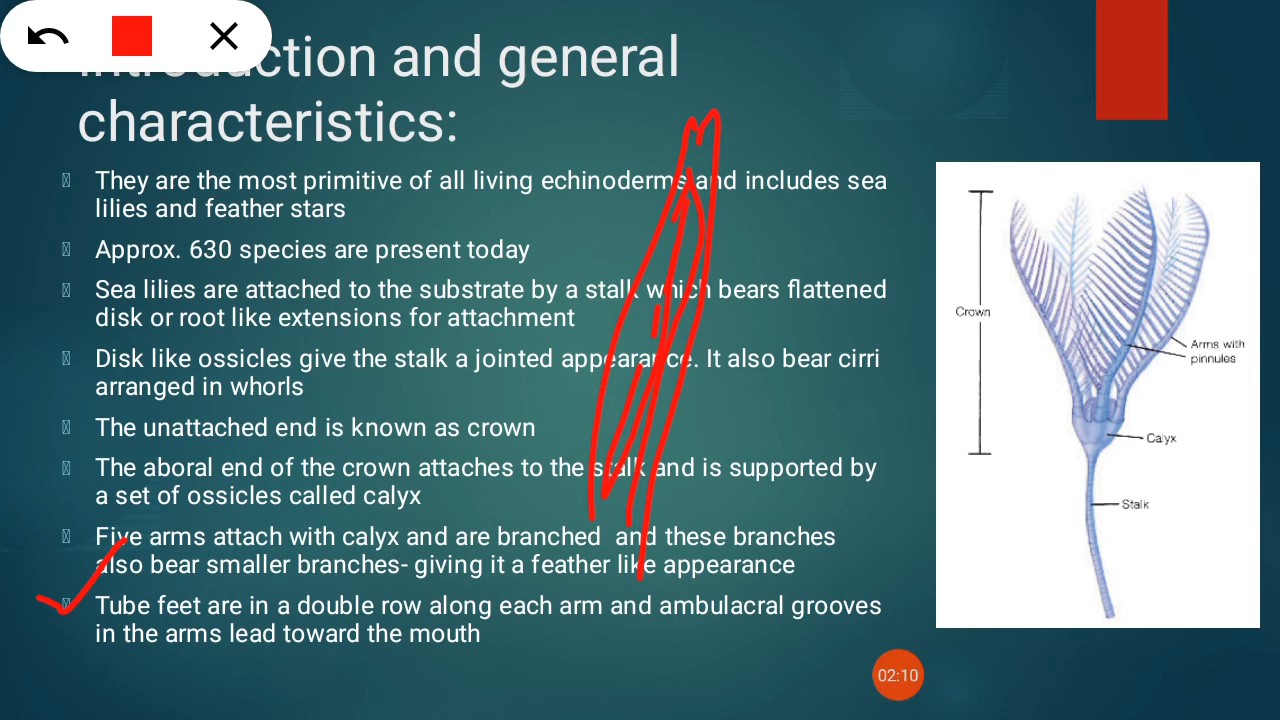 Introduction and general
characteristics:
They are the most primitive of all living echinoderms and includes sea
lilies and feather stars
Approx. 630 species are present today
Sea lilies are attached to the substrate by a stalk which bears flattened
disk or root like extensions for attachment
Disk like ossicles give the stalk a jointed appearance. It also bear cirri
arranged in whorls
The unattached end is known as crown
The aboral end of the crown attaches to the stalk and is supported by
a set of ossicles called calyx
Five arms attach with calyx and are branched and these branches
also bear smaller branches- giving it a feather like appearance
Tube feet are in a double row along each arm and ambulacral grooves
in the arms lead toward the mouth
Crown
Arms with
pinnules
Calyx
Stalk
02:10